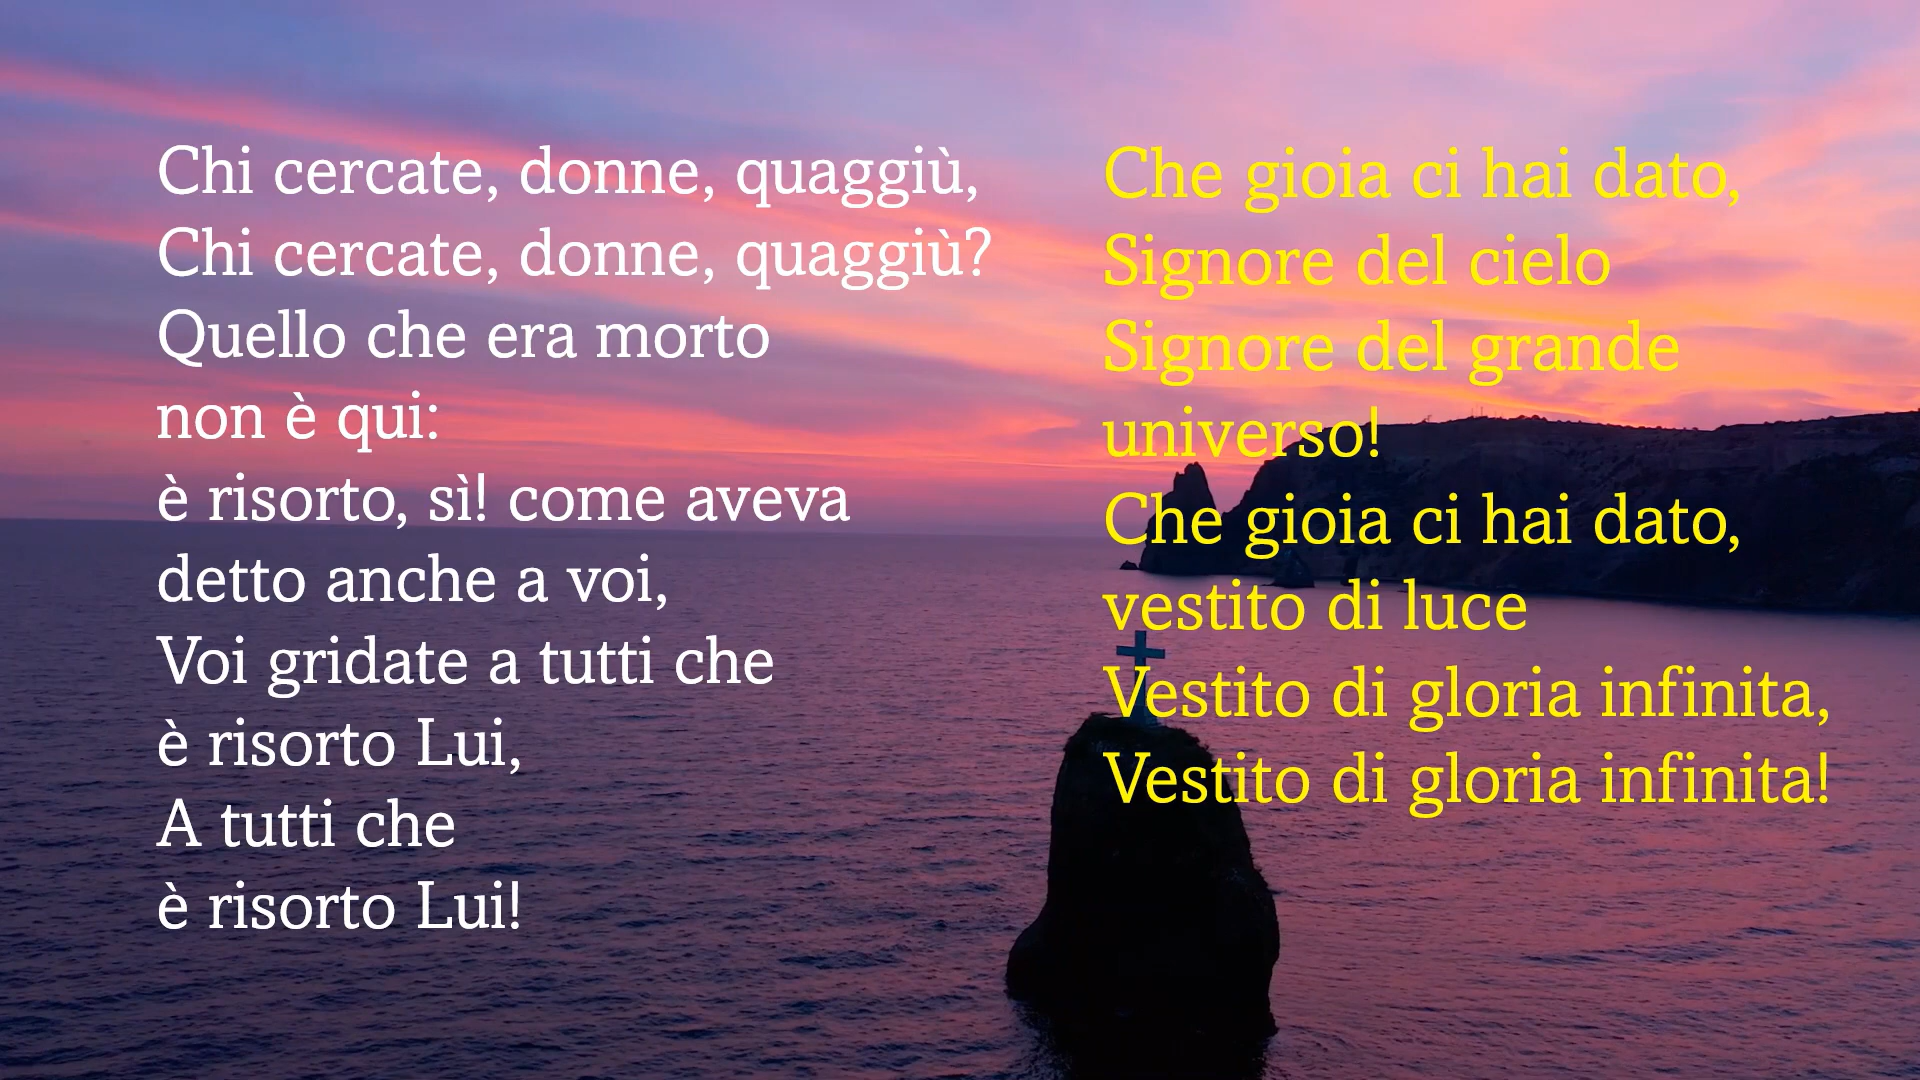 Chi cercate, donne, quaggiù,
Chi cercate, donne, quaggiù?
Quello che era morto
non è qui:
è risorto, sì! come aveva
detto anche a voi,
Voi gridate a tutti che
è risorto Lui,
A tutti che
è risorto Lui!
Che gioia ci hai dato,
Signore del cielo
Signore del grande
universo!
Che gioia ci hai dato,
vestito di luce
Vestito di gloria infinita,
Vestito di gloria infinita!